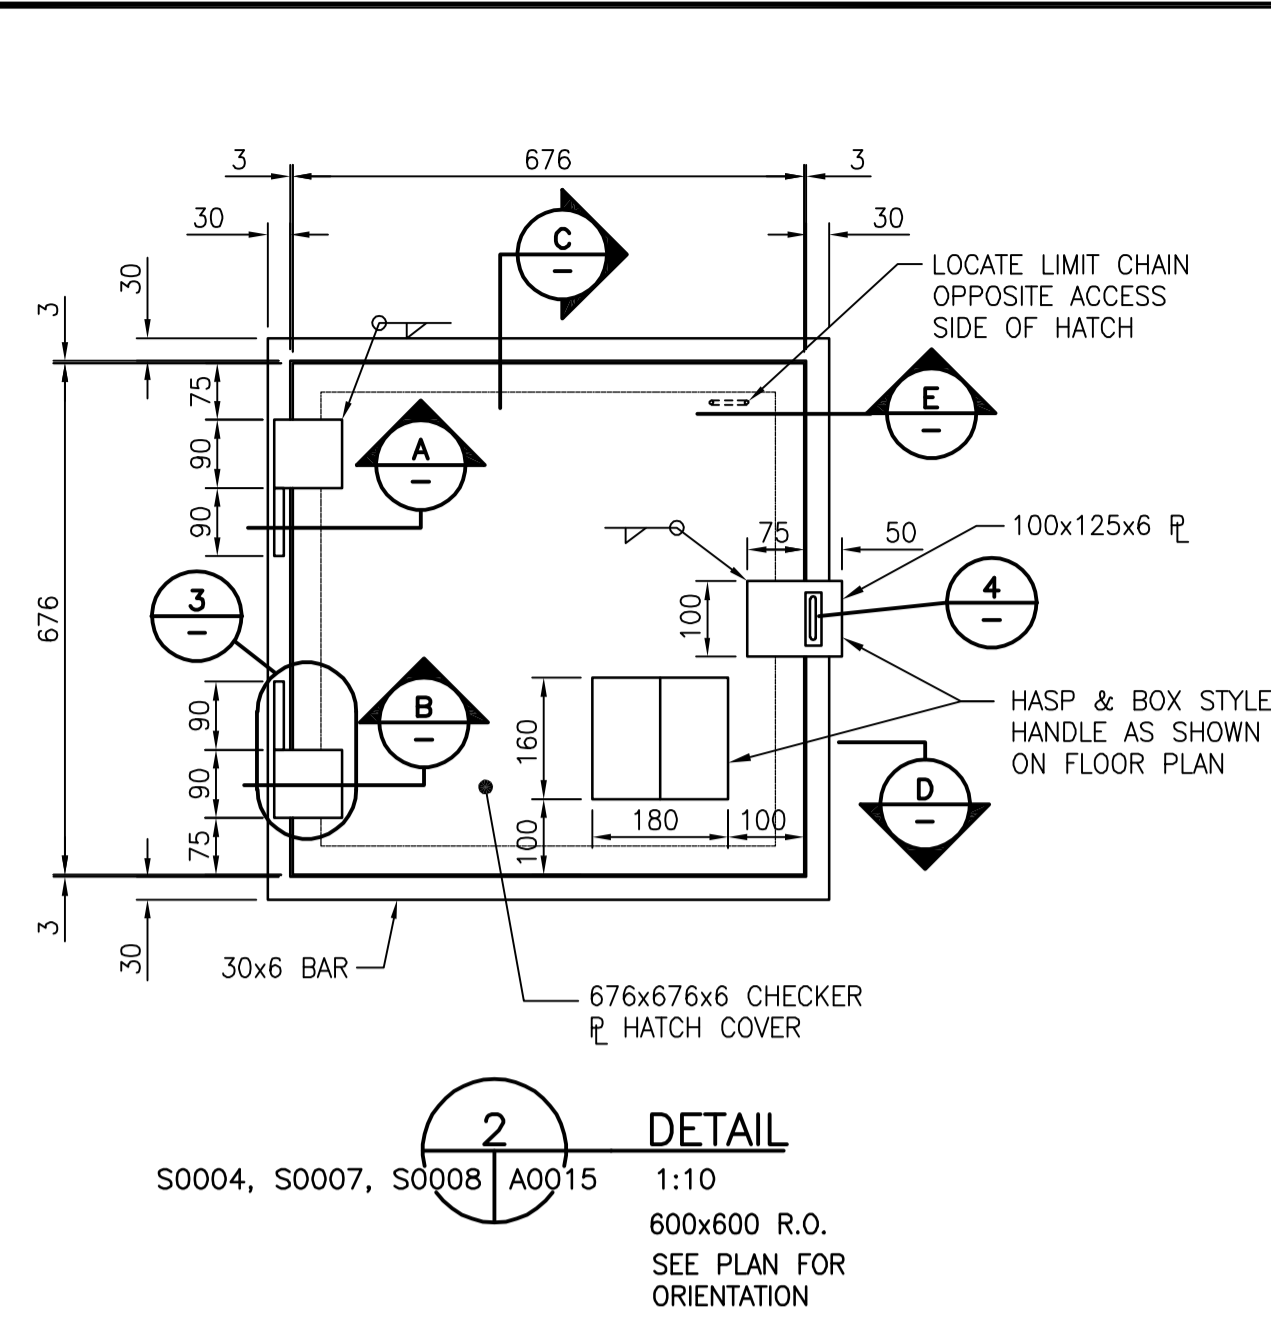 3
676
3
30
30
C
–
LOCATE LIMIT CHAIN
OPPOSITE ACCESS
SIDE OF HATCH
30
3
75
E
–
90
A
–
90
75
50
100x125x6 ⅊
3
–
4
–
100
676
90
B
–
160
HASP & BOX STYLE
HANDLE AS SHOWN
ON FLOOR PLAN
90
D
–
180
100
75
100
3
30
30x6 BAR
676x676x6 CHECKER
⅊ HATCH COVER
2
DETAIL
S0004, S0007, S0008 A0015 1:10
600x600 R.O.
SEE PLAN FOR
ORIENTATION